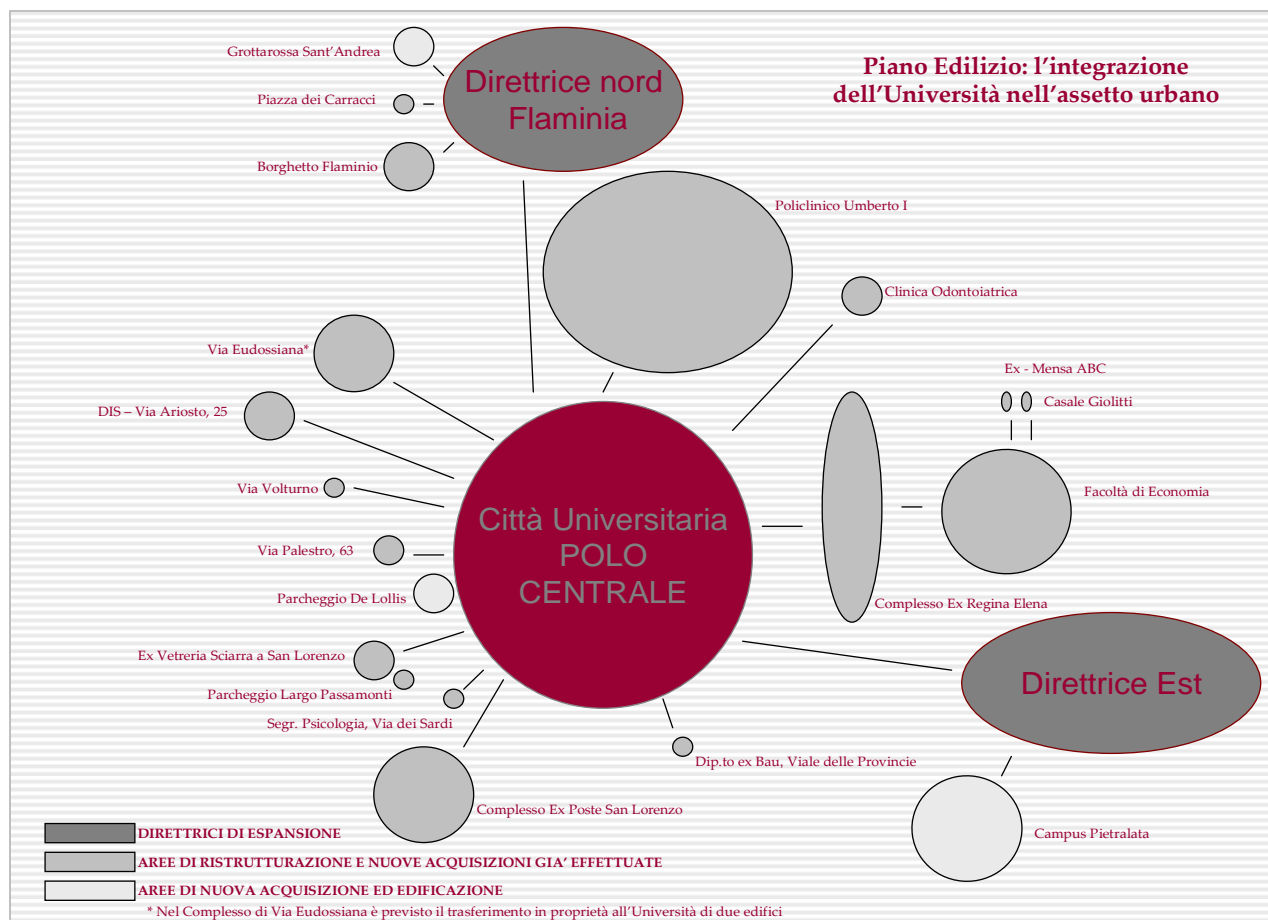 Piano Edilizio: l'integrazione
dell'Università nell'assetto urbano
Grottarossa Sant'Andrea
Piazza dei Carracci
Borghetto Flaminio
Direttrice nord
Flaminia
Policlinico Umberto I
Clinica Odontoiatrica
Via Eudossiana*
DIS – Via Ariosto, 25
Via Volturno
Via Palestro, 63
Parcheggio De Lollis
Ex Vetreria Sciarra a San Lorenzo
Parcheggio Largo Passamonti
Segr. Psicologia, Via dei Sardi
Complesso Ex Poste San Lorenzo
Città Universitaria
POLO
CENTRALE
Ex - Mensa ABC
Casale Giolitti
Facoltà di Economia
Complesso Ex Regina Elena
Direttrice Est
Dip.to ex Bau, Viale delle Provincie
Campus Pietralata
DIRETTRICI DI ESPANSIONE
AREE DI RISTRUTTURAZIONE E NUOVE ACQUISIZIONI GIA' EFFETTUATE
AREE DI NUOVA ACQUISIZIONE ED EDIFICAZIONE
* Nel Complesso di Via Eudossiana è previsto il trasferimento in proprietà all'Università di due edifici